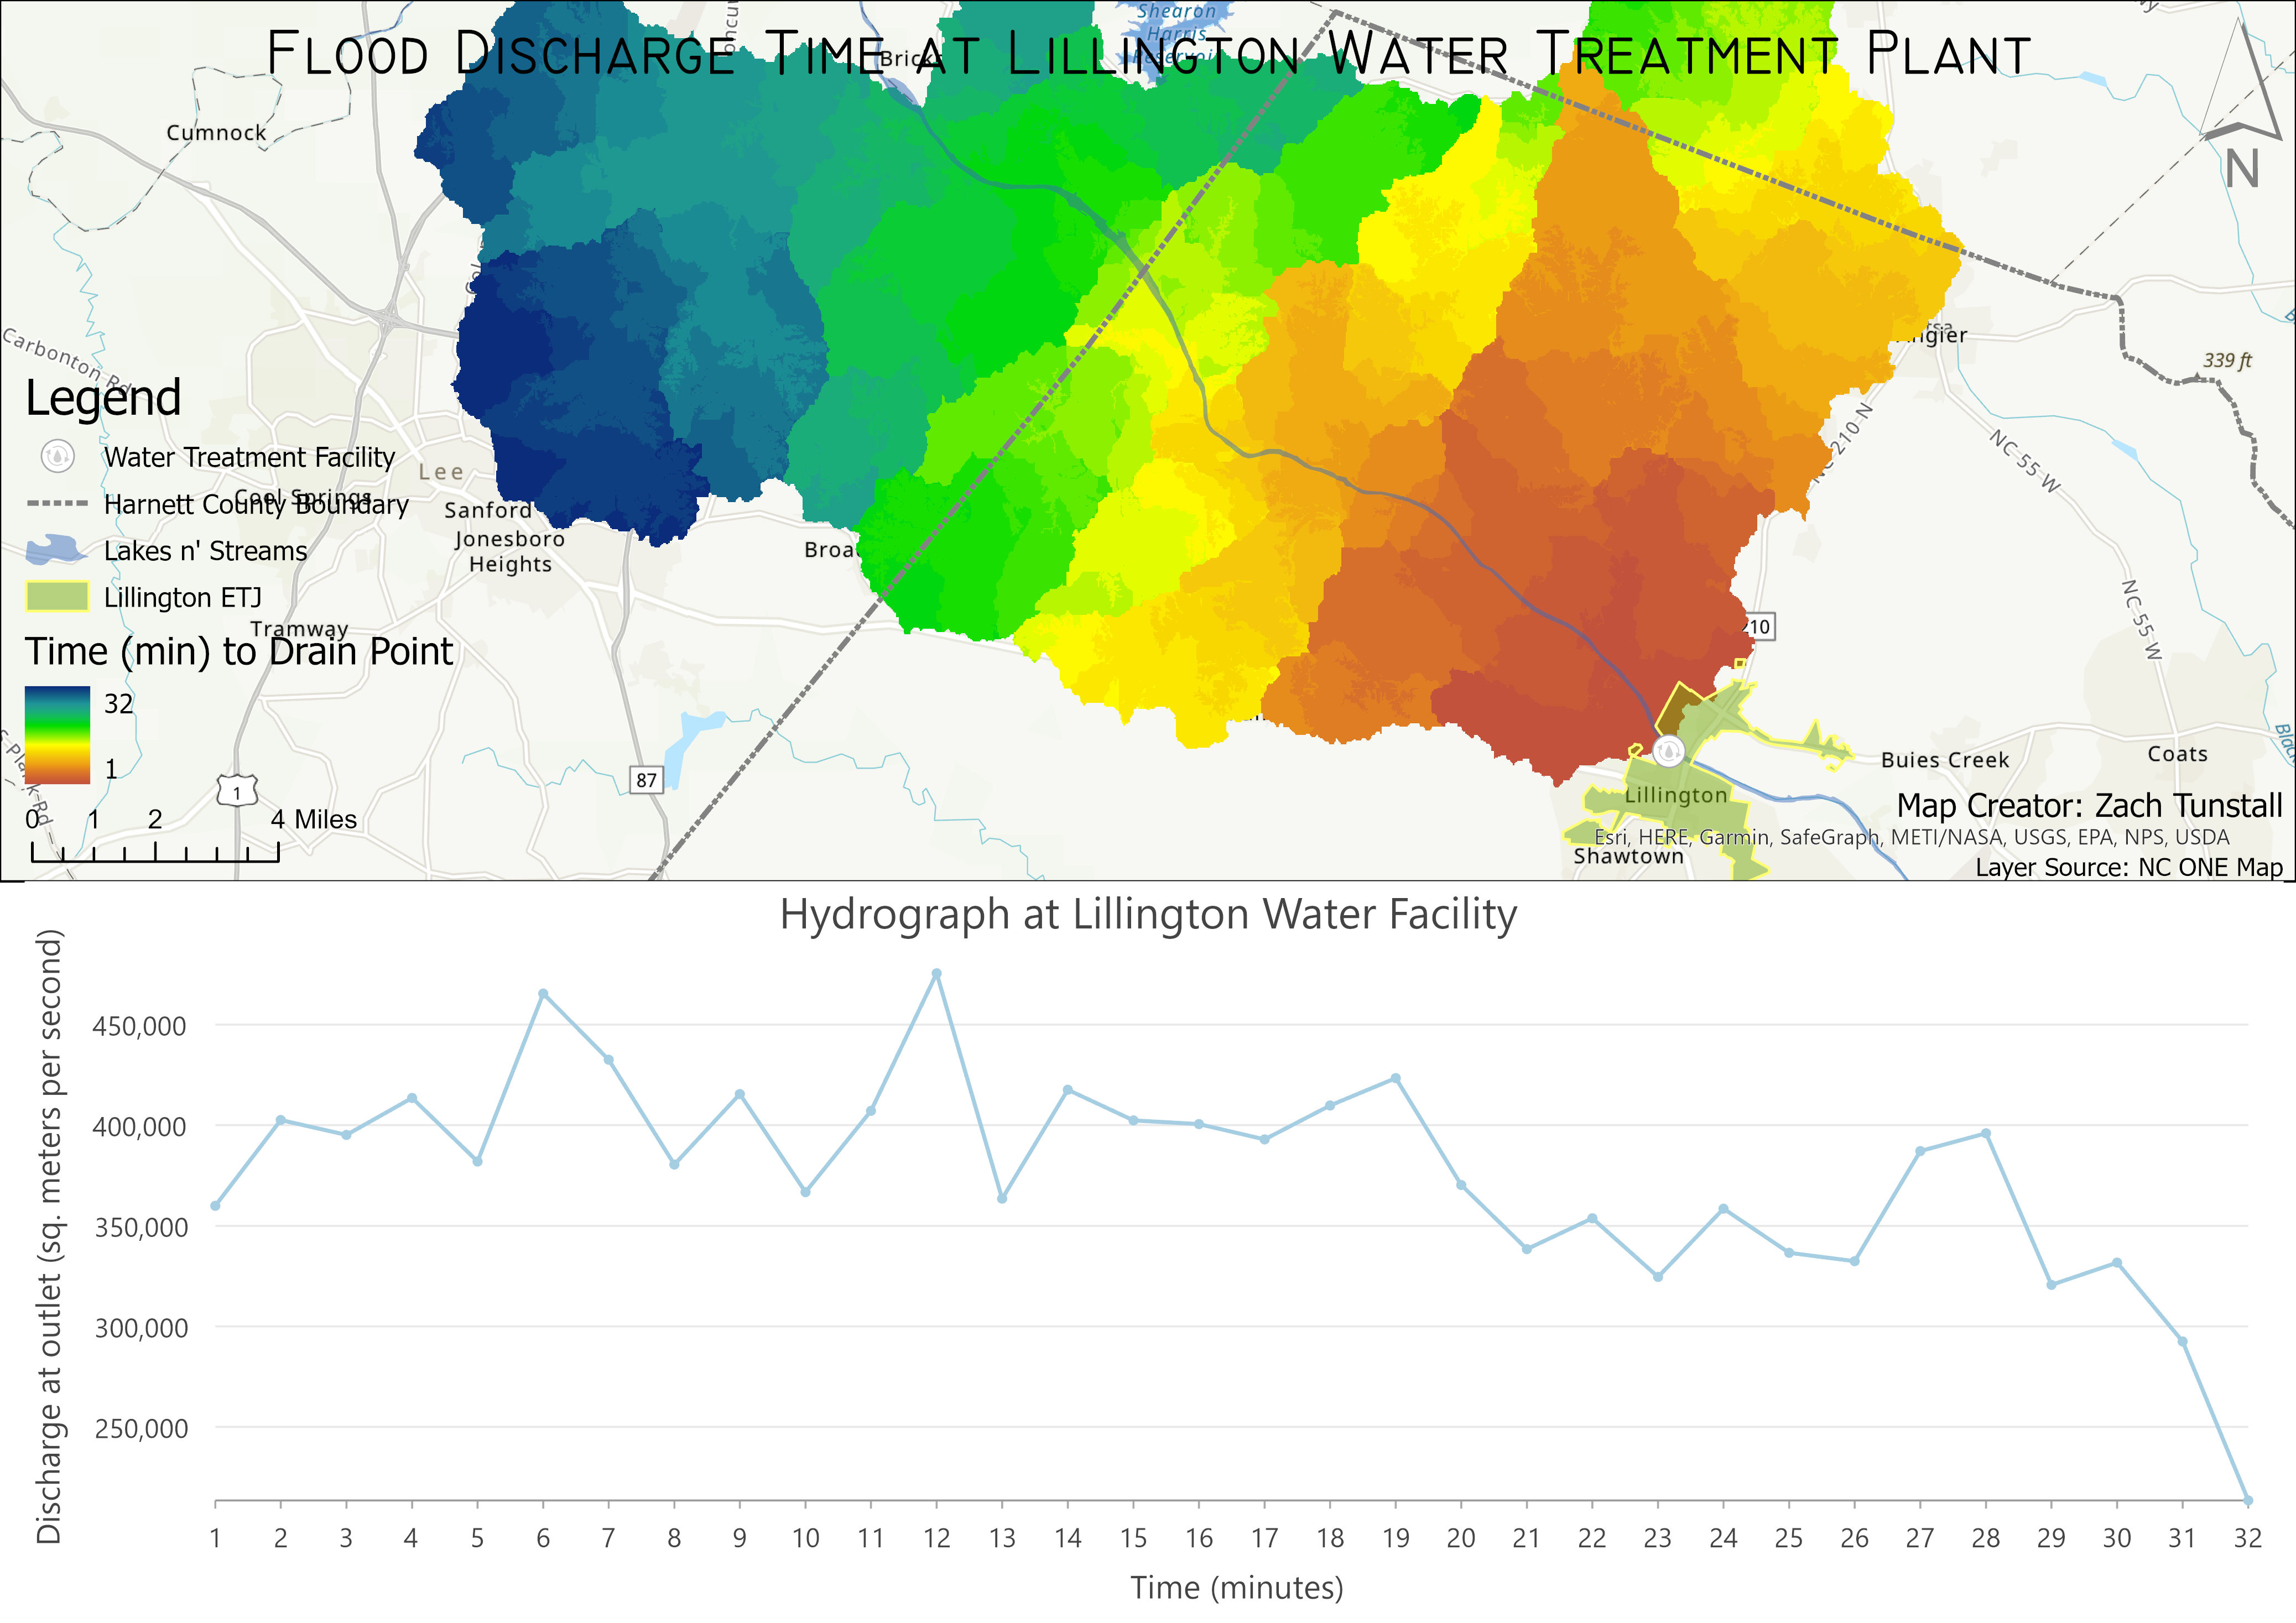 FLOOD DISCHARGE TIME AT LILLINGTON WATER TREATMENT PLANT
Shearon
Harris
Reservoir
Cumnock
N
Carbonton Rd
339 ft
Legend
Water Treatment Facility
Harnett County Boundary
Lakes n' Streams
Lillington ETJ
Time (min) to Drain Point
32
1
0 1 2 4 Miles
Lee
Cool Springs
Sanford
Jonesboro
Heights
Tramway
Broa
87
1
210
NC 210 N
NC 55 W
NC 55 W
Buies Creek
Coats
Lillington
Shawtown
Map Creator: Zach Tunstall
Esri, HERE, Garmin, SafeGraph, METI/NASA, USGS, EPA, NPS, USDA
Layer Source: NC ONE Map
Hydrograph at Lillington Water Facility
Discharge at outlet (sq. meters per second)
450,000
400,000
350,000
300,000
250,000
1 2 3 4 5 6 7 8 9 10 11 12 13 14 15 16 17 18 19 20 21 22 23 24 25 26 27 28 29 30 31 32
Time (minutes)